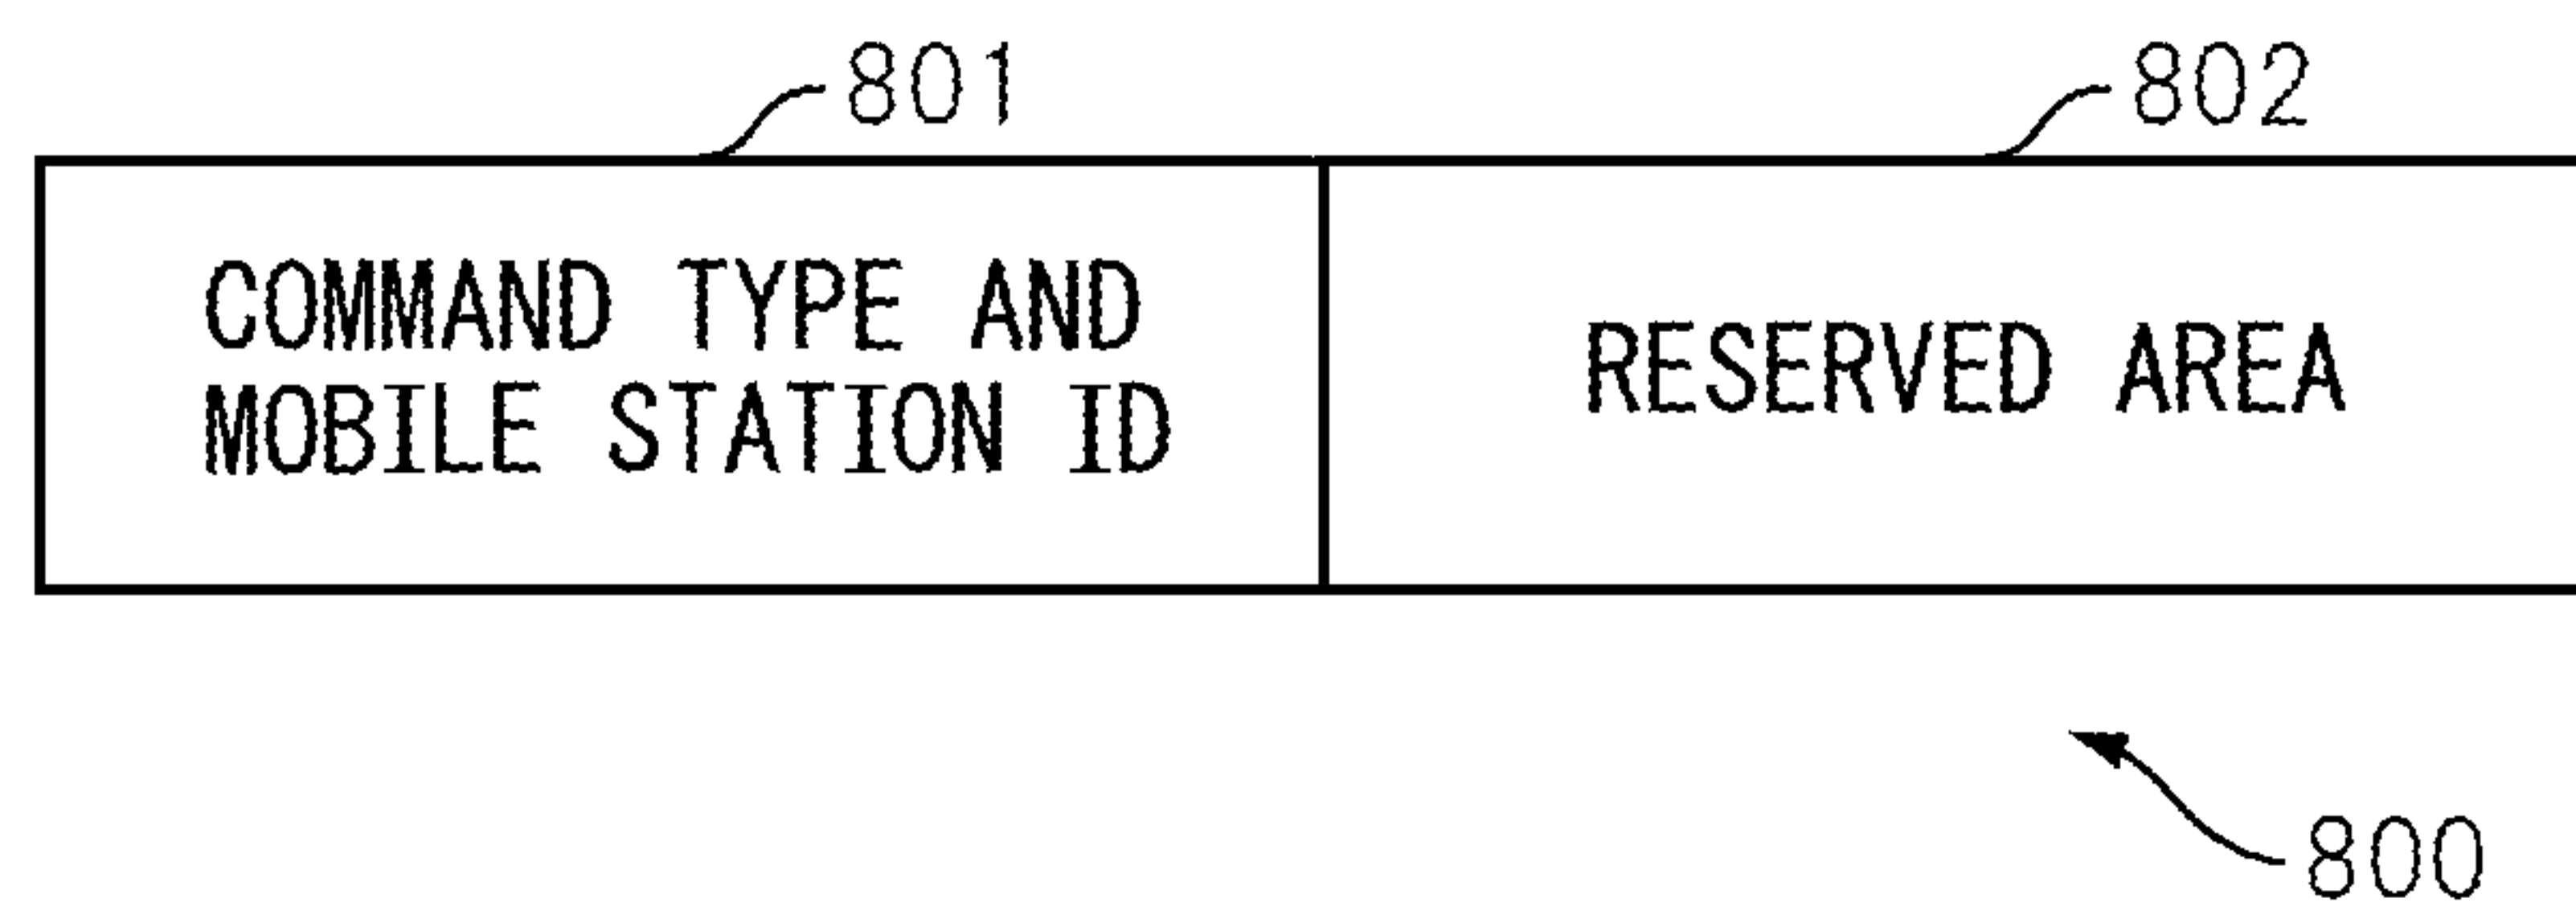 801
802
COMMAND TYPE AND
MOBILE STATION ID
RESERVED AREA
800